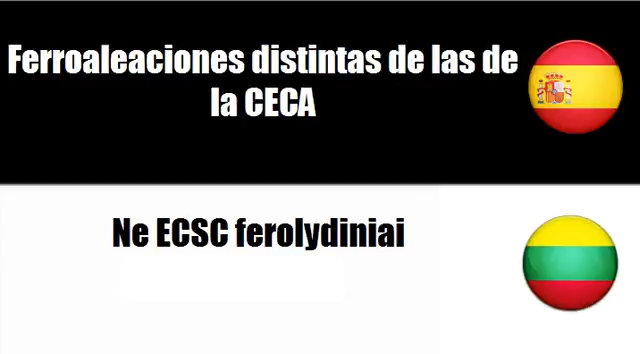 Ferroaleaciones distintas de las de
la CECA
Ne ECSC ferolydiniai